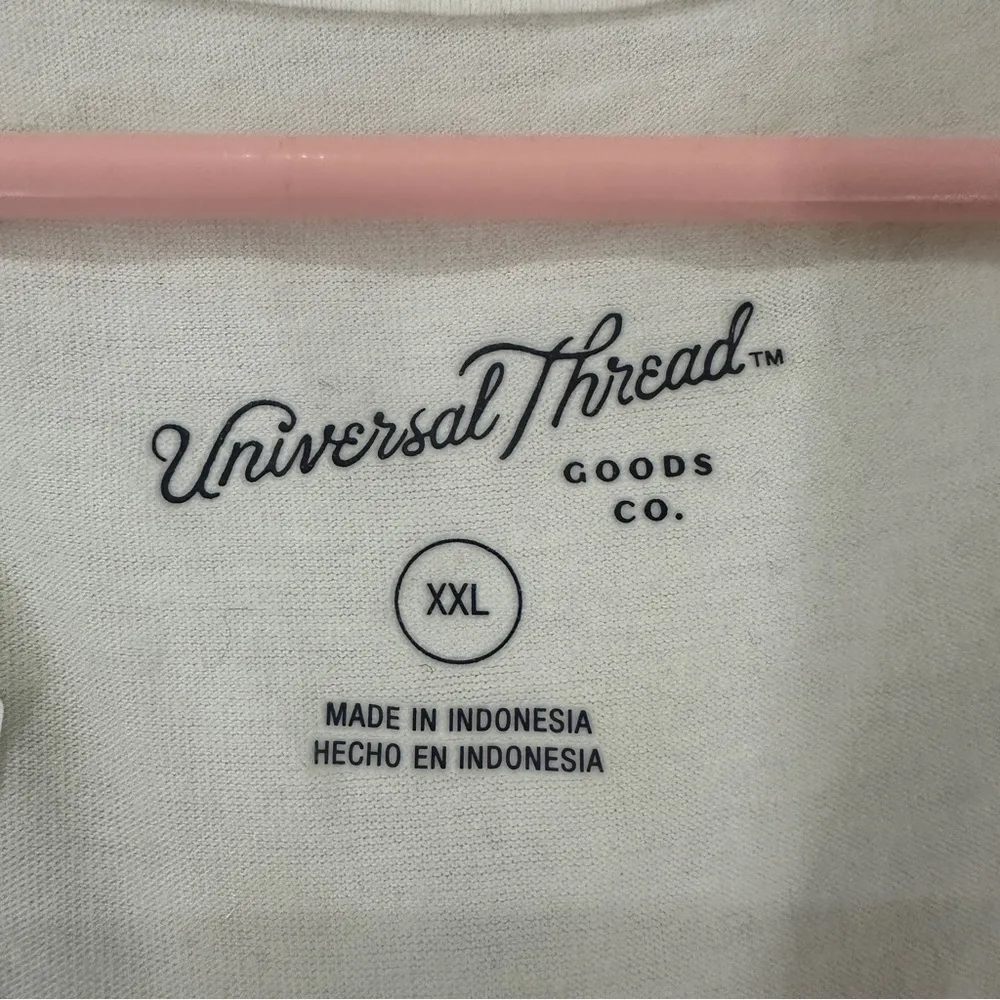 Universal Thread™
GOODS
CO.
XXL
MADE IN INDONESIA
HECHO EN INDONESIA